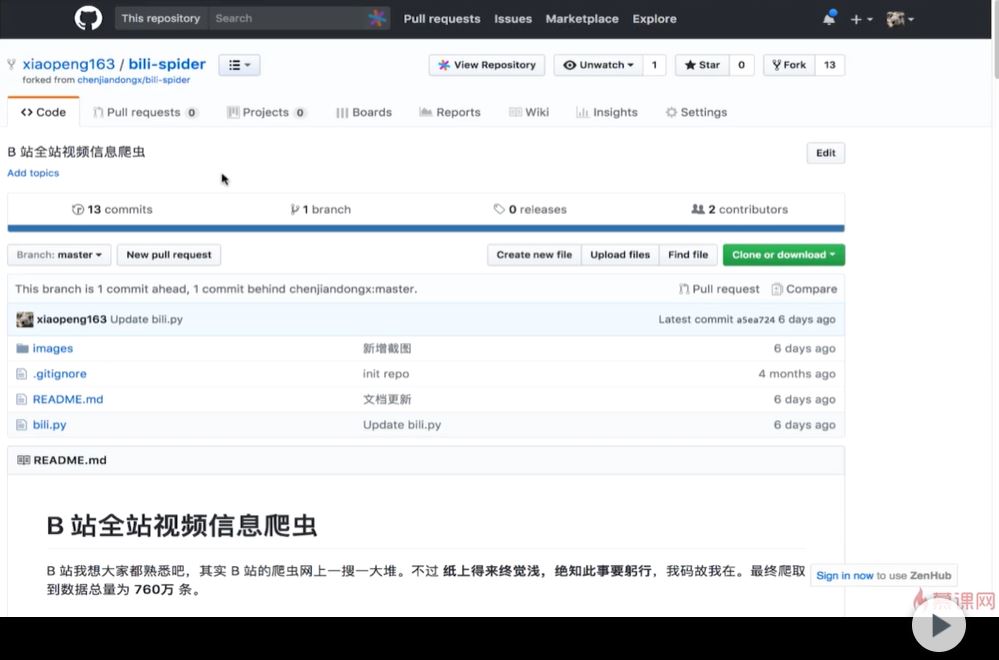 This repository Search Pull requests Issues Marketplace Explore
xiaopeng163 / bili-spider View Repository Unwatch 1 Star 0 Fork 13
forked from chenjiandongx/bili-spider
Code Pull requests 0 Projects 0 Boards Reports Wiki Insights Settings
B 站全站视频信息爬虫 Edit
Add topics
13 commits 1 branch 0 releases 2 contributors
Branch: master New pull request Create new file Upload files Find file Clone or download
This branch is 1 commit ahead, 1 commit behind chenjiandongx:master. Pull request Compare
xiaopeng163 Update bili.py Latest commit a5ea724 6 days ago
images 新增截图 6 days ago
.gitignore init repo 4 months ago
README.md 文档更新 6 days ago
bili.py Update bili.py 6 days ago
README.md
B 站全站视频信息爬虫
B 站我想大家都熟悉吧，其实 B 站的爬虫网上一搜一大堆。不过 纸上得来终觉浅，绝知此事要躬行，我码故我在。最终爬取
到数据总量为 760万 条。
Sign in now to use ZenHub
慕课网